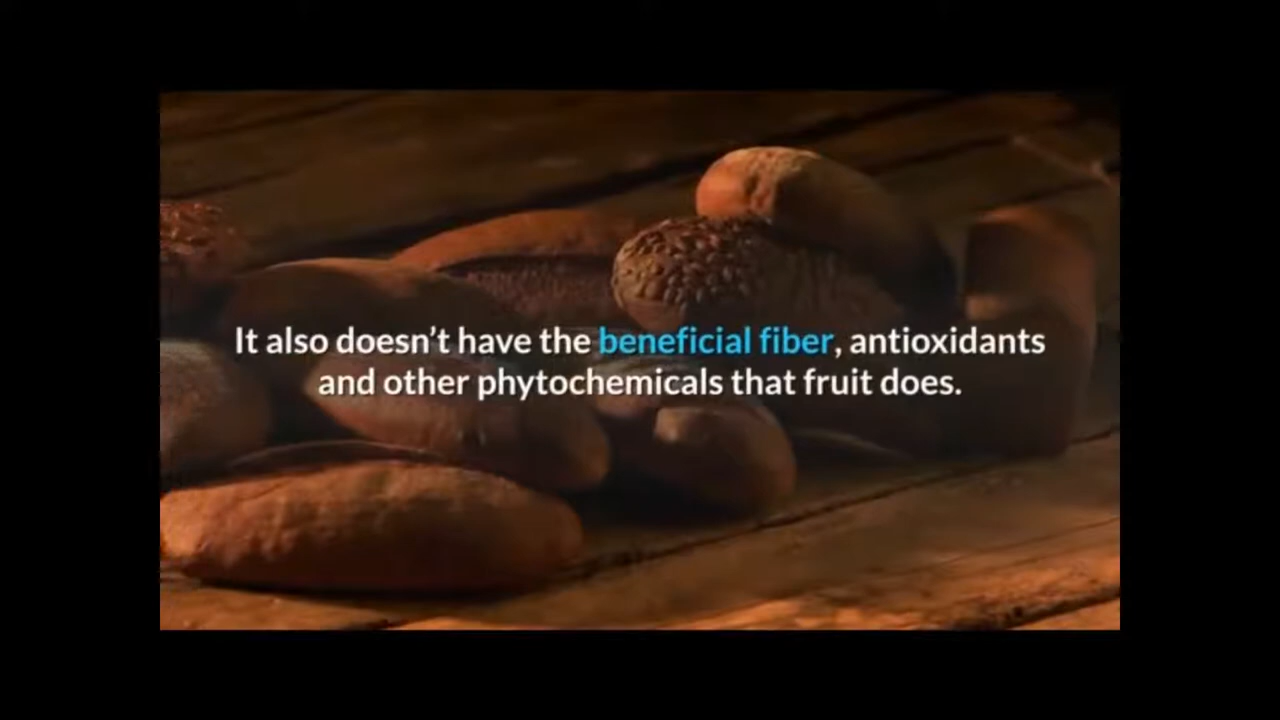 It also doesn’t have the beneficial fiber, antioxidants
and other phytochemicals that fruit does.